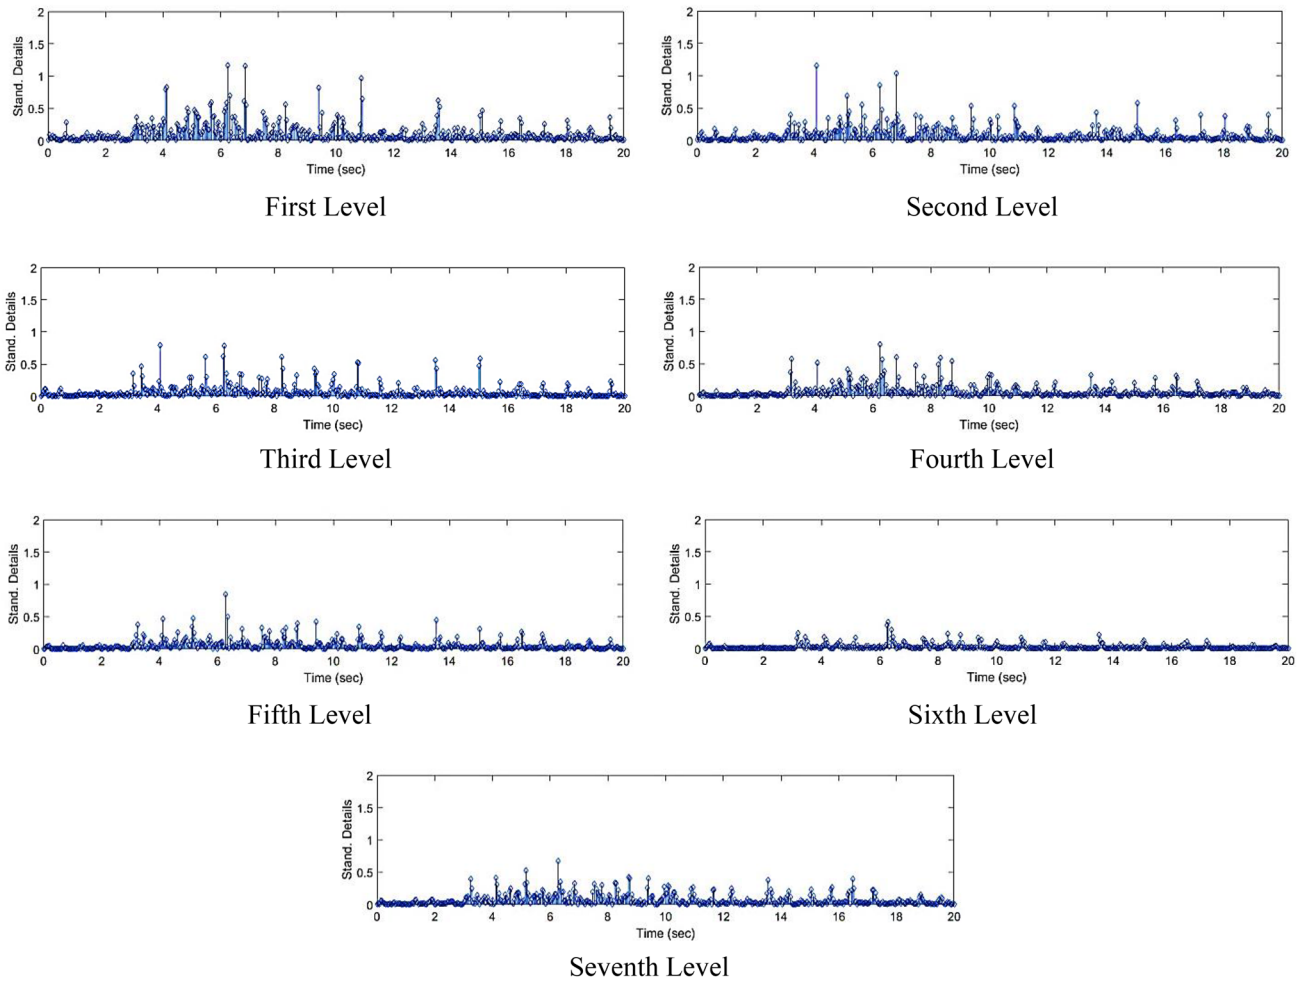 Stand. Details
2
1.5
1
0.5
0
0 2 4 6 8 10 12 14 16 18 20
Time (sec)
First Level
Stand. Details
2
1.5
1
0.5
0
0 2 4 6 8 10 12 14 16 18 20
Time (sec)
Second Level
Stand. Details
2
1.5
1
0.5
0
0 2 4 6 8 10 12 14 16 18 20
Time (sec)
Third Level
Stand. Details
2
1.5
1
0.5
0
0 2 4 6 8 10 12 14 16 18 20
Time (sec)
Fourth Level
Stand. Details
2
1.5
1
0.5
0
0 2 4 6 8 10 12 14 16 18 20
Time (sec)
Fifth Level
Stand. Details
2
1.5
1
0.5
0
0 2 4 6 8 10 12 14 16 18 20
Time (sec)
Sixth Level
Stand. Details
2
1.5
1
0.5
0
0 2 4 6 8 10 12 14 16 18 20
Time (sec)
Seventh Level